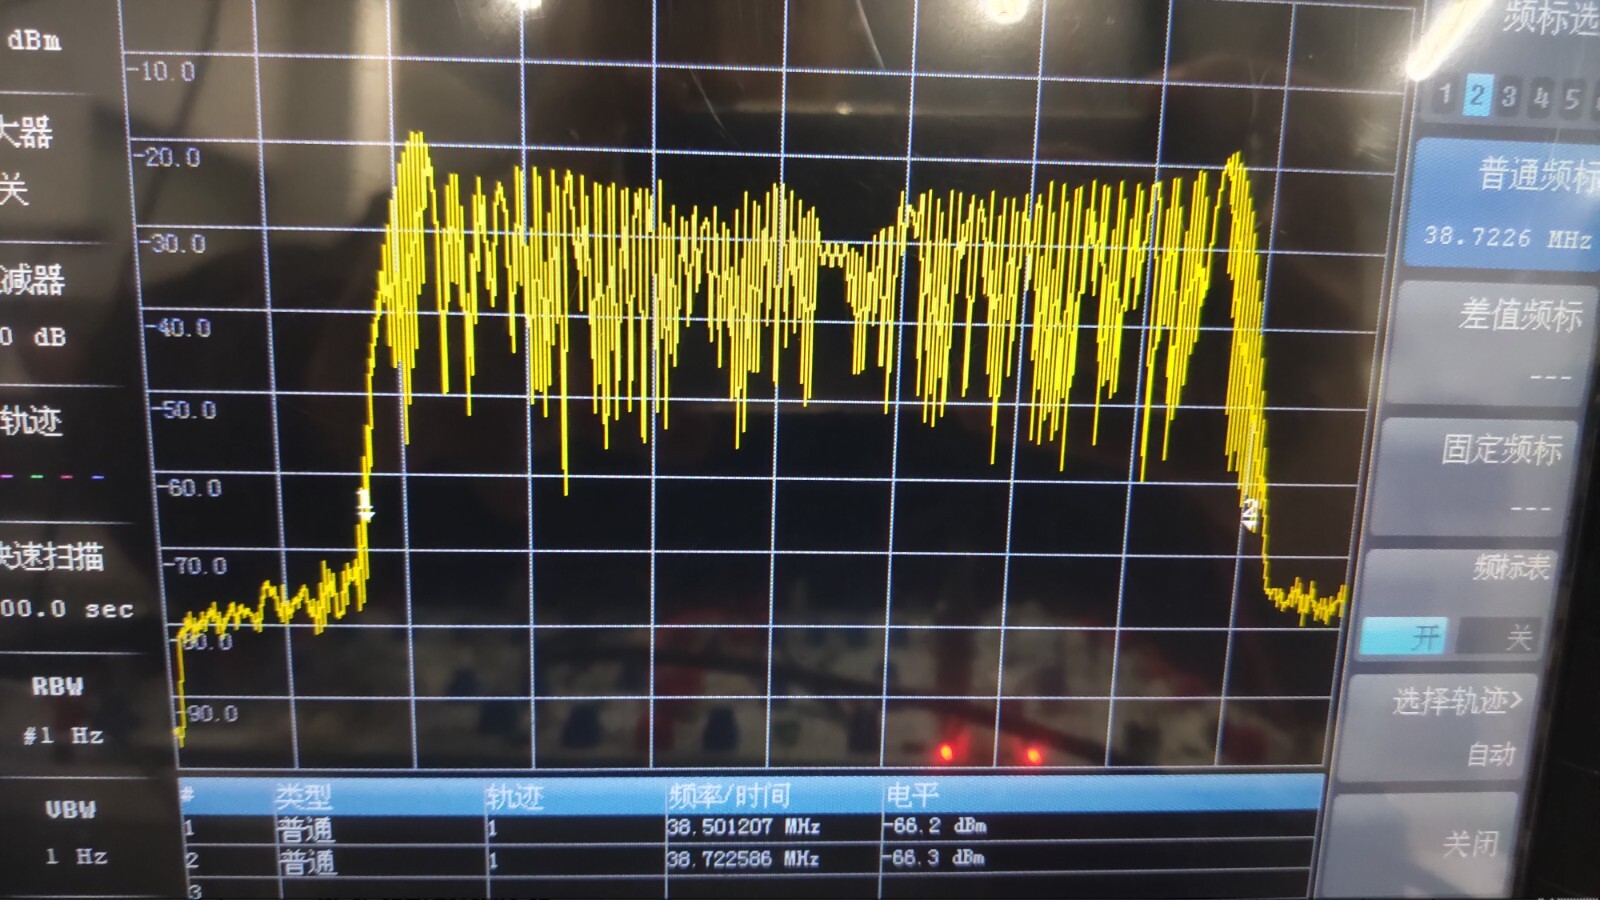 dBm
-10.0
-20.0
-30.0
-40.0
-50.0
-60.0
-70.0
-80.0
-90.0
大器
关
减器
0 dB
轨迹
快速扫描
00.0 sec
RBW
#1 Hz
VBW
1 Hz
1
2
频标选
1 2 3 4 5
普通频标
38.7226 MHz
差值频标
---
固定频标
---
频标表
开 关
选择轨迹>
自动
关闭
# 类型 轨迹 频率/时间 电平
1 普通 1 38.501207 MHz -66.2 dBm
2 普通 1 38.722586 MHz -66.3 dBm
3